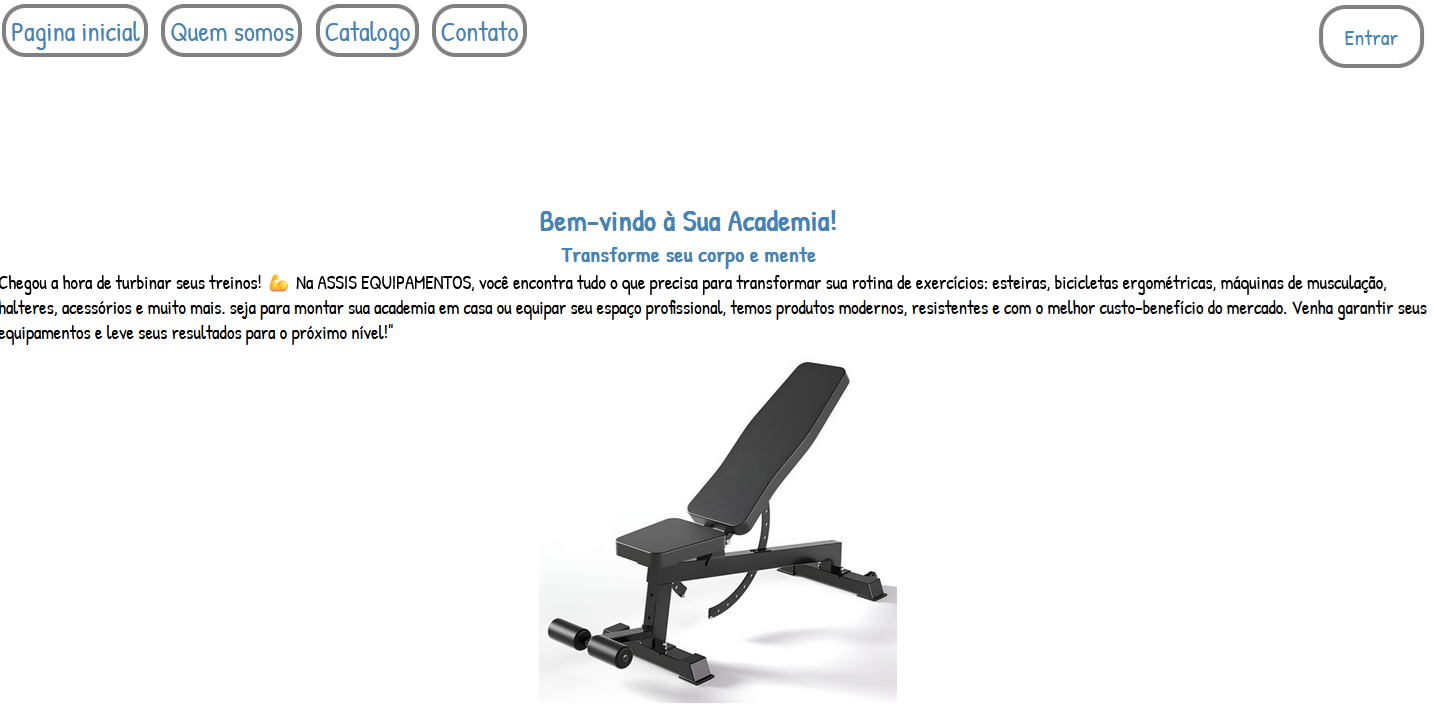 Pagina inicial Quem somos Catalogo Contato Entrar
Bem-vindo à Sua Academia!
Transforme seu corpo e mente
Chegou a hora de turbinar seus treinos! 💪 Na ASSIS EQUIPAMENTOS, você encontra tudo o que precisa para transformar sua rotina de exercícios: esteiras, bicicletas ergométricas, máquinas de musculação,
halteres, acessórios e muito mais. seja para montar sua academia em casa ou equipar seu espaço profissional, temos produtos modernos, resistentes e com o melhor custo-benefício do mercado. Venha garantir seus
equipamentos e leve seus resultados para o próximo nível!"